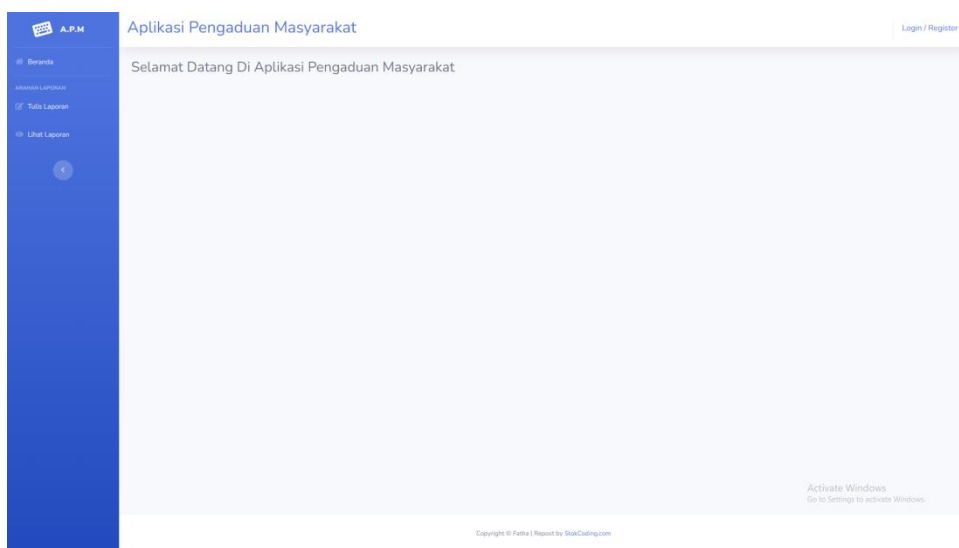 A.P.M
Aplikasi Pengaduan Masyarakat
Login / Register
Beranda
Selamat Datang Di Aplikasi Pengaduan Masyarakat
LAPORAN
Tulis Laporan
Lihat Laporan
Activate Windows
Go to Settings to activate Windows.
Copyright © Fatha | Repost by StokCoding.com